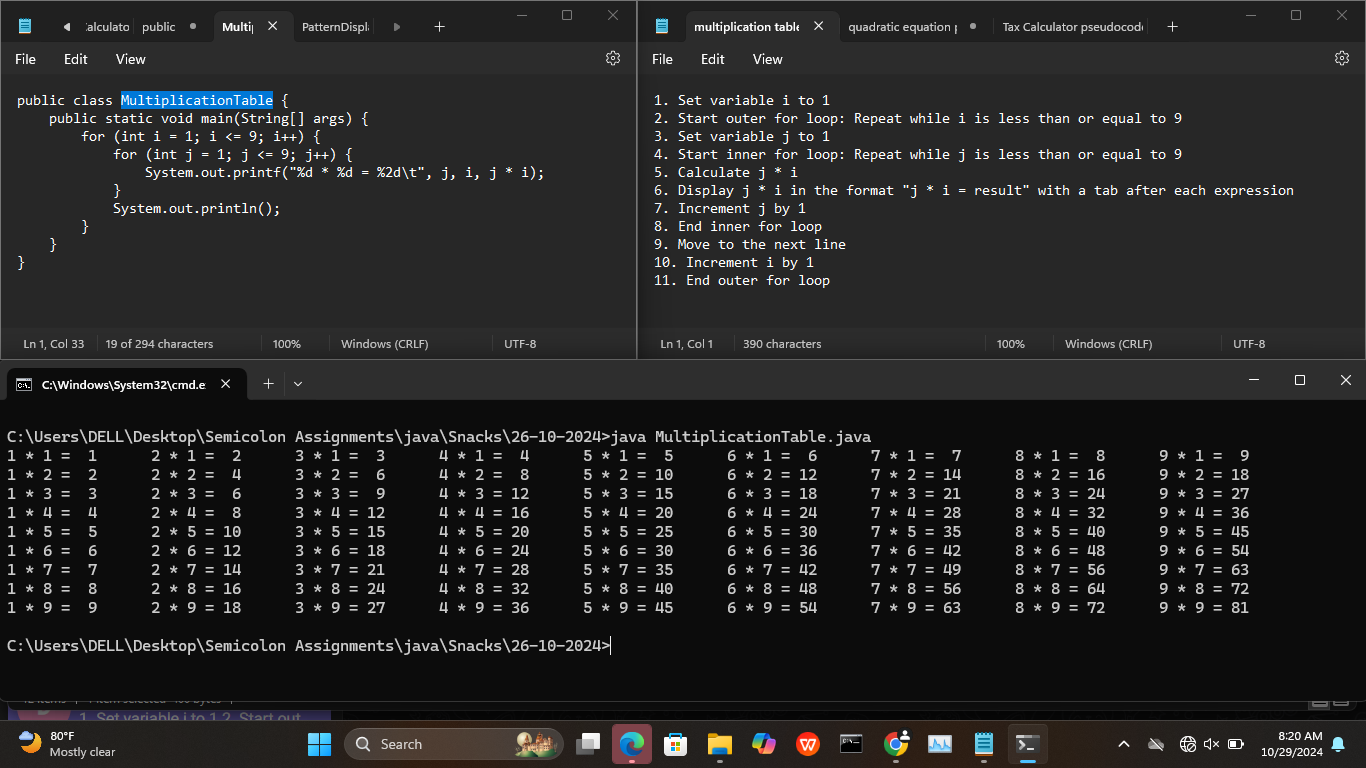 alculato public Multi PatternDispl
File Edit View
public class MultiplicationTable {
    public static void main(String[] args) {
        for (int i = 1; i <= 9; i++) {
            for (int j = 1; j <= 9; j++) {
                System.out.printf("%d * %d = %2d\t", j, i, j * i);
            }
            System.out.println();
        }
    }
}
Ln 1, Col 33 19 of 294 characters 100% Windows (CRLF) UTF-8
multiplication table quadratic equation p Tax Calculator pseudocod
File Edit View
1. Set variable i to 1
2. Start outer for loop: Repeat while i is less than or equal to 9
3. Set variable j to 1
4. Start inner for loop: Repeat while j is less than or equal to 9
5. Calculate j * i
6. Display j * i in the format "j * i = result" with a tab after each expression
7. Increment j by 1
8. End inner for loop
9. Move to the next line
10. Increment i by 1
11. End outer for loop
Ln 1, Col 1 390 characters 100% Windows (CRLF) UTF-8
C:\Windows\System32\cmd.e
C:\Users\DELL\Desktop\Semicolon Assignments\java\Snacks\26-10-2024>java MultiplicationTable.java
1 * 1 =  1      2 * 1 =  2      3 * 1 =  3      4 * 1 =  4      5 * 1 =  5      6 * 1 =  6      7 * 1 =  7      8 * 1 =  8      9 * 1 =  9
1 * 2 =  2      2 * 2 =  4      3 * 2 =  6      4 * 2 =  8      5 * 2 = 10      6 * 2 = 12      7 * 2 = 14      8 * 2 = 16      9 * 2 = 18
1 * 3 =  3      2 * 3 =  6      3 * 3 =  9      4 * 3 = 12      5 * 3 = 15      6 * 3 = 18      7 * 3 = 21      8 * 3 = 24      9 * 3 = 27
1 * 4 =  4      2 * 4 =  8      3 * 4 = 12      4 * 4 = 16      5 * 4 = 20      6 * 4 = 24      7 * 4 = 28      8 * 4 = 32      9 * 4 = 36
1 * 5 =  5      2 * 5 = 10      3 * 5 = 15      4 * 5 = 20      5 * 5 = 25      6 * 5 = 30      7 * 5 = 35      8 * 5 = 40      9 * 5 = 45
1 * 6 =  6      2 * 6 = 12      3 * 6 = 18      4 * 6 = 24      5 * 6 = 30      6 * 6 = 36      7 * 6 = 42      8 * 6 = 48      9 * 6 = 54
1 * 7 =  7      2 * 7 = 14      3 * 7 = 21      4 * 7 = 28      5 * 7 = 35      6 * 7 = 42      7 * 7 = 49      8 * 7 = 56      9 * 7 = 63
1 * 8 =  8      2 * 8 = 16      3 * 8 = 24      4 * 8 = 32      5 * 8 = 40      6 * 8 = 48      7 * 8 = 56      8 * 8 = 64      9 * 8 = 72
1 * 9 =  9      2 * 9 = 18      3 * 9 = 27      4 * 9 = 36      5 * 9 = 45      6 * 9 = 54      7 * 9 = 63      8 * 9 = 72      9 * 9 = 81
C:\Users\DELL\Desktop\Semicolon Assignments\java\Snacks\26-10-2024>
1. Set variable i to 1 2. Start out
80°F
Mostly clear
Search
8:20 AM
10/29/2024